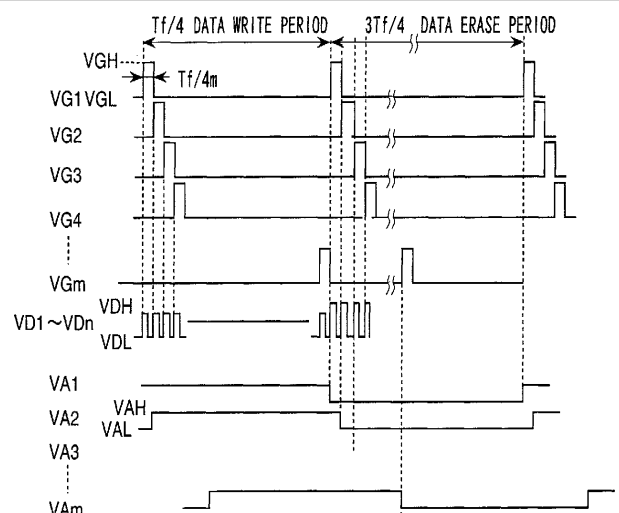 Tf/4 DATA WRITE PERIOD 3Tf/4 DATA ERASE PERIOD
VGH
Tf/4m
VG1 VGL
VG2
VG3
VG4
VGm
VDH
VD1~VDn
VDL
VA1
VAH
VA2
VAL
VA3
VAm